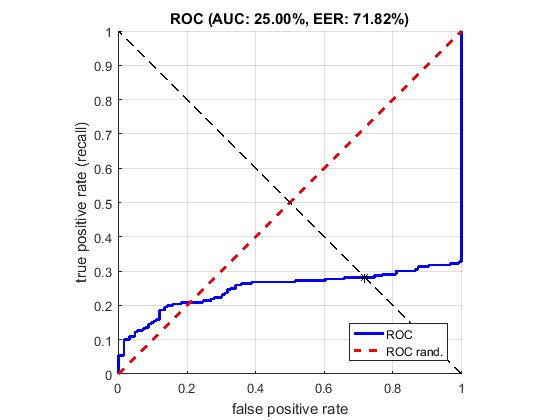 ROC (AUC: 25.00%, EER: 71.82%)
true positive rate (recall)
1
0.9
0.8
0.7
0.6
0.5
0.4
0.3
0.2
0.1
0
0 0.2 0.4 0.6 0.8 1
false positive rate
ROC
ROC rand.